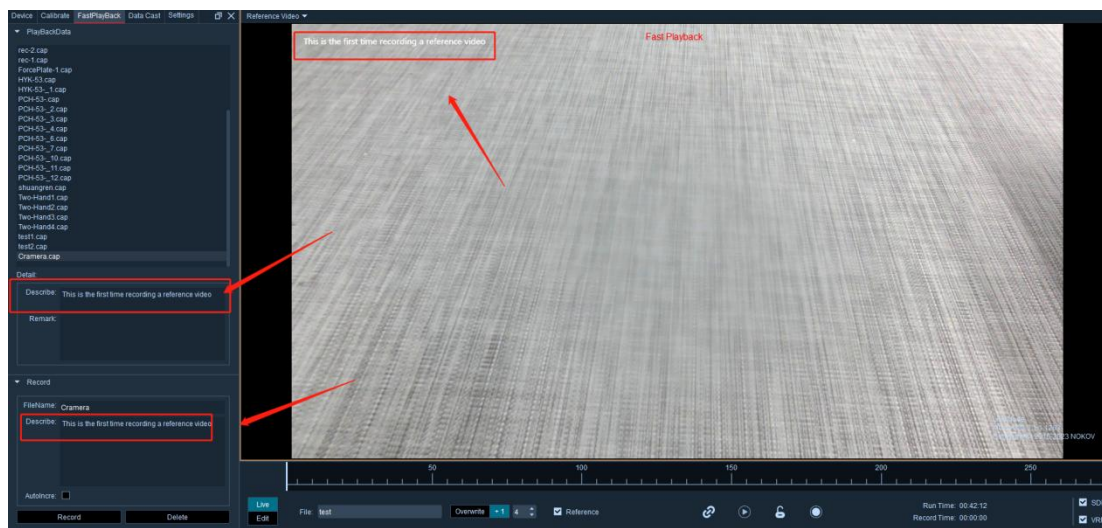 Device Calibrate FastPlayBack Data Cast Settings
Reference Video
PlayBackData
rec-2.cap
rec-1.cap
ForcePlate-1.cap
HYK-53.cap
HYK-53-_1.cap
PCH-53-.cap
PCH-53-_2.cap
PCH-53-_3.cap
PCH-53-_4.cap
PCH-53-_6.cap
PCH-53-_7.cap
PCH-53-_10.cap
PCH-53-_11.cap
PCH-53-_12.cap
shuangren.cap
Two-Hand1.cap
Two-Hand2.cap
Two-Hand3.cap
Two-Hand4.cap
test1.cap
test2.cap
Cramera.cap
Detail:
Describe: This is the first time recording a reference video
Remark:
Record
FileName: Cramera
Describe: This is the first time recording a reference video
AutoIncre:
Record Delete
This is the first time recording a reference video
Fast Playback
2023 NOKOV
50 100 150 200 250
Live
Edit
File: test
Overwrite +1 4
Reference
Run Time: 00:42:12
Record Time: 00:00:00